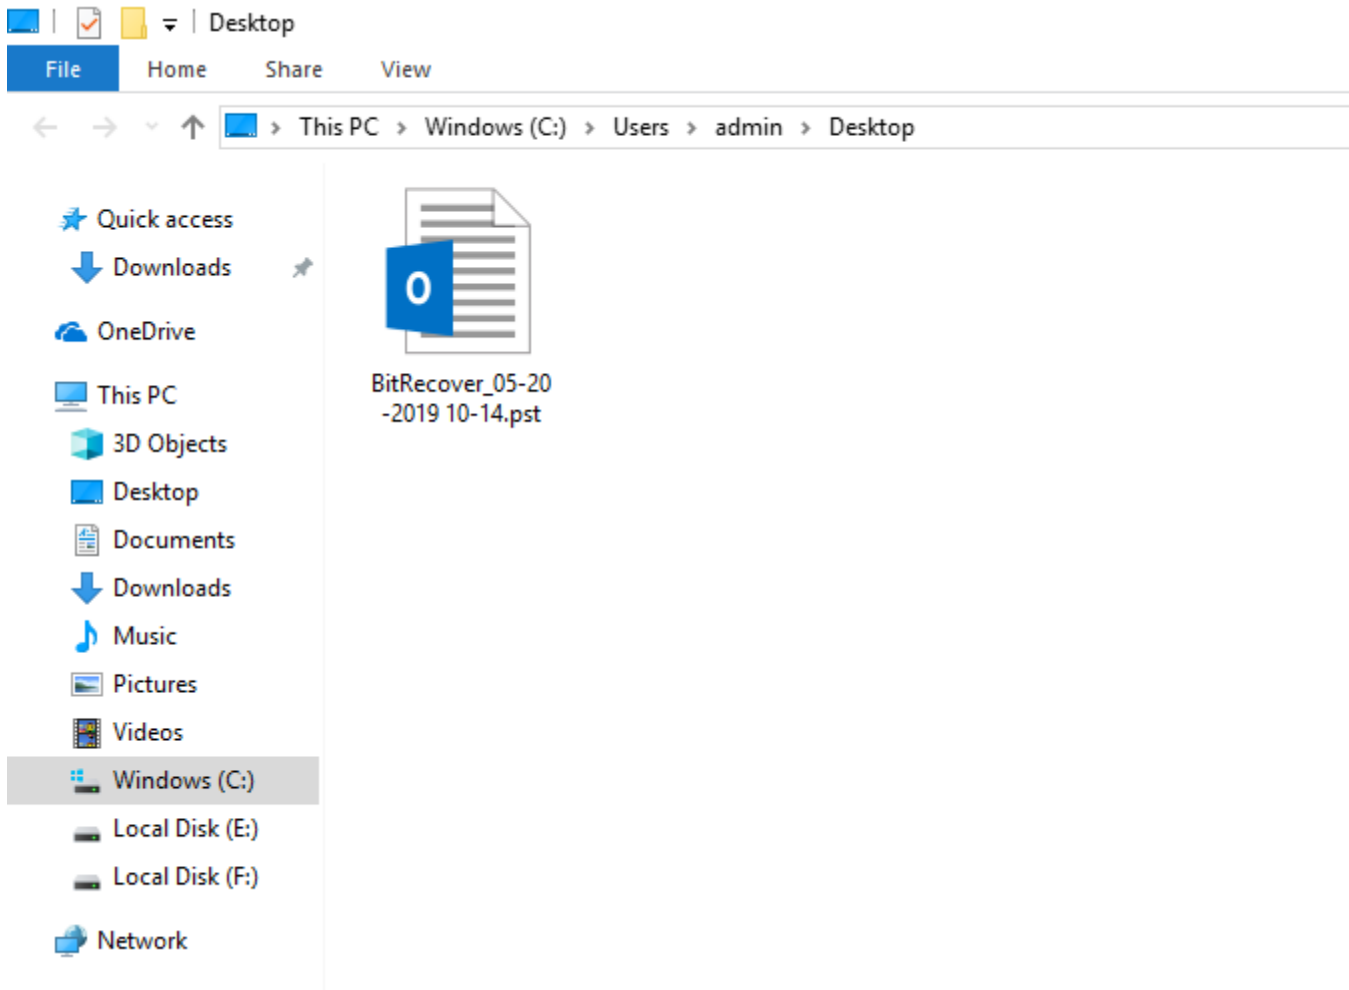 Desktop
File Home Share View
This PC > Windows (C:) > Users > admin > Desktop
Quick access
Downloads
OneDrive
This PC
3D Objects
Desktop
Documents
Downloads
Music
Pictures
Videos
Windows (C:)
Local Disk (E:)
Local Disk (F:)
Network
O
BitRecover_05-20
-2019 10-14.pst